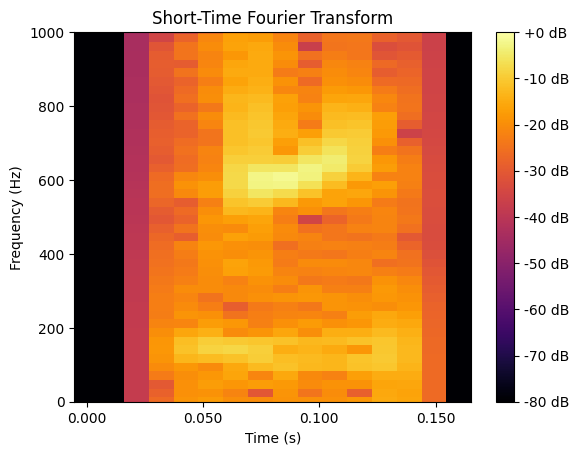 Short-Time Fourier Transform
1000
800
600
400
200
0
Frequency (Hz)
0.000
0.050
0.100
0.150
Time (s)
+0 dB
-10 dB
-20 dB
-30 dB
-40 dB
-50 dB
-60 dB
-70 dB
-80 dB